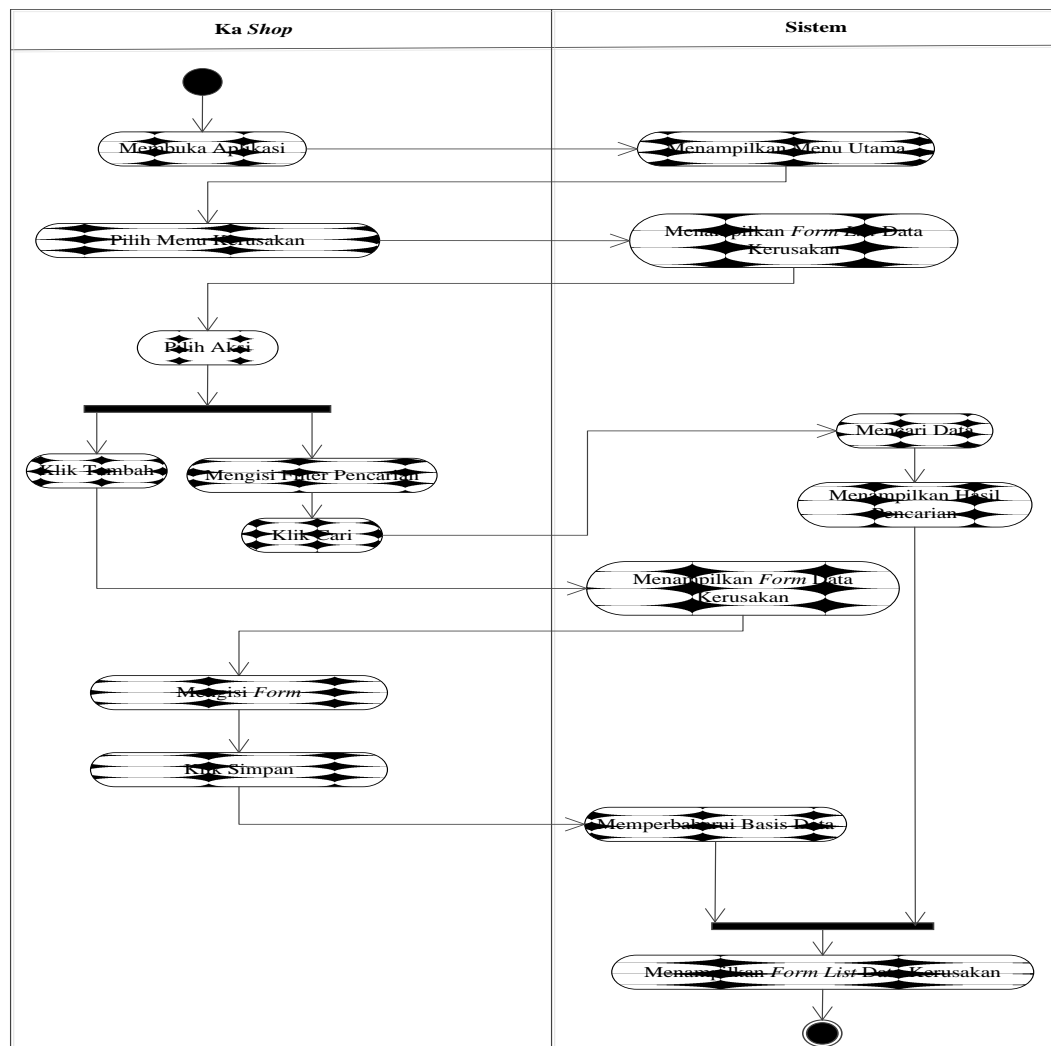 Ka Shop
Sistem
Membuka Aplikasi
Menampilkan Menu Utama
Pilih Menu Kerusakan
Menampilkan Form List Data
Kerusakan
Pilih Aksi
Klik Tambah
Mengisi Filter Pencarian
Klik Cari
Mencari Data
Menampilkan Hasil
Pencarian
Menampilkan Form Data
Kerusakan
Mengisi Form
Klik Simpan
Memperbaharui Basis Data
Menampilkan Form List Data Kerusakan